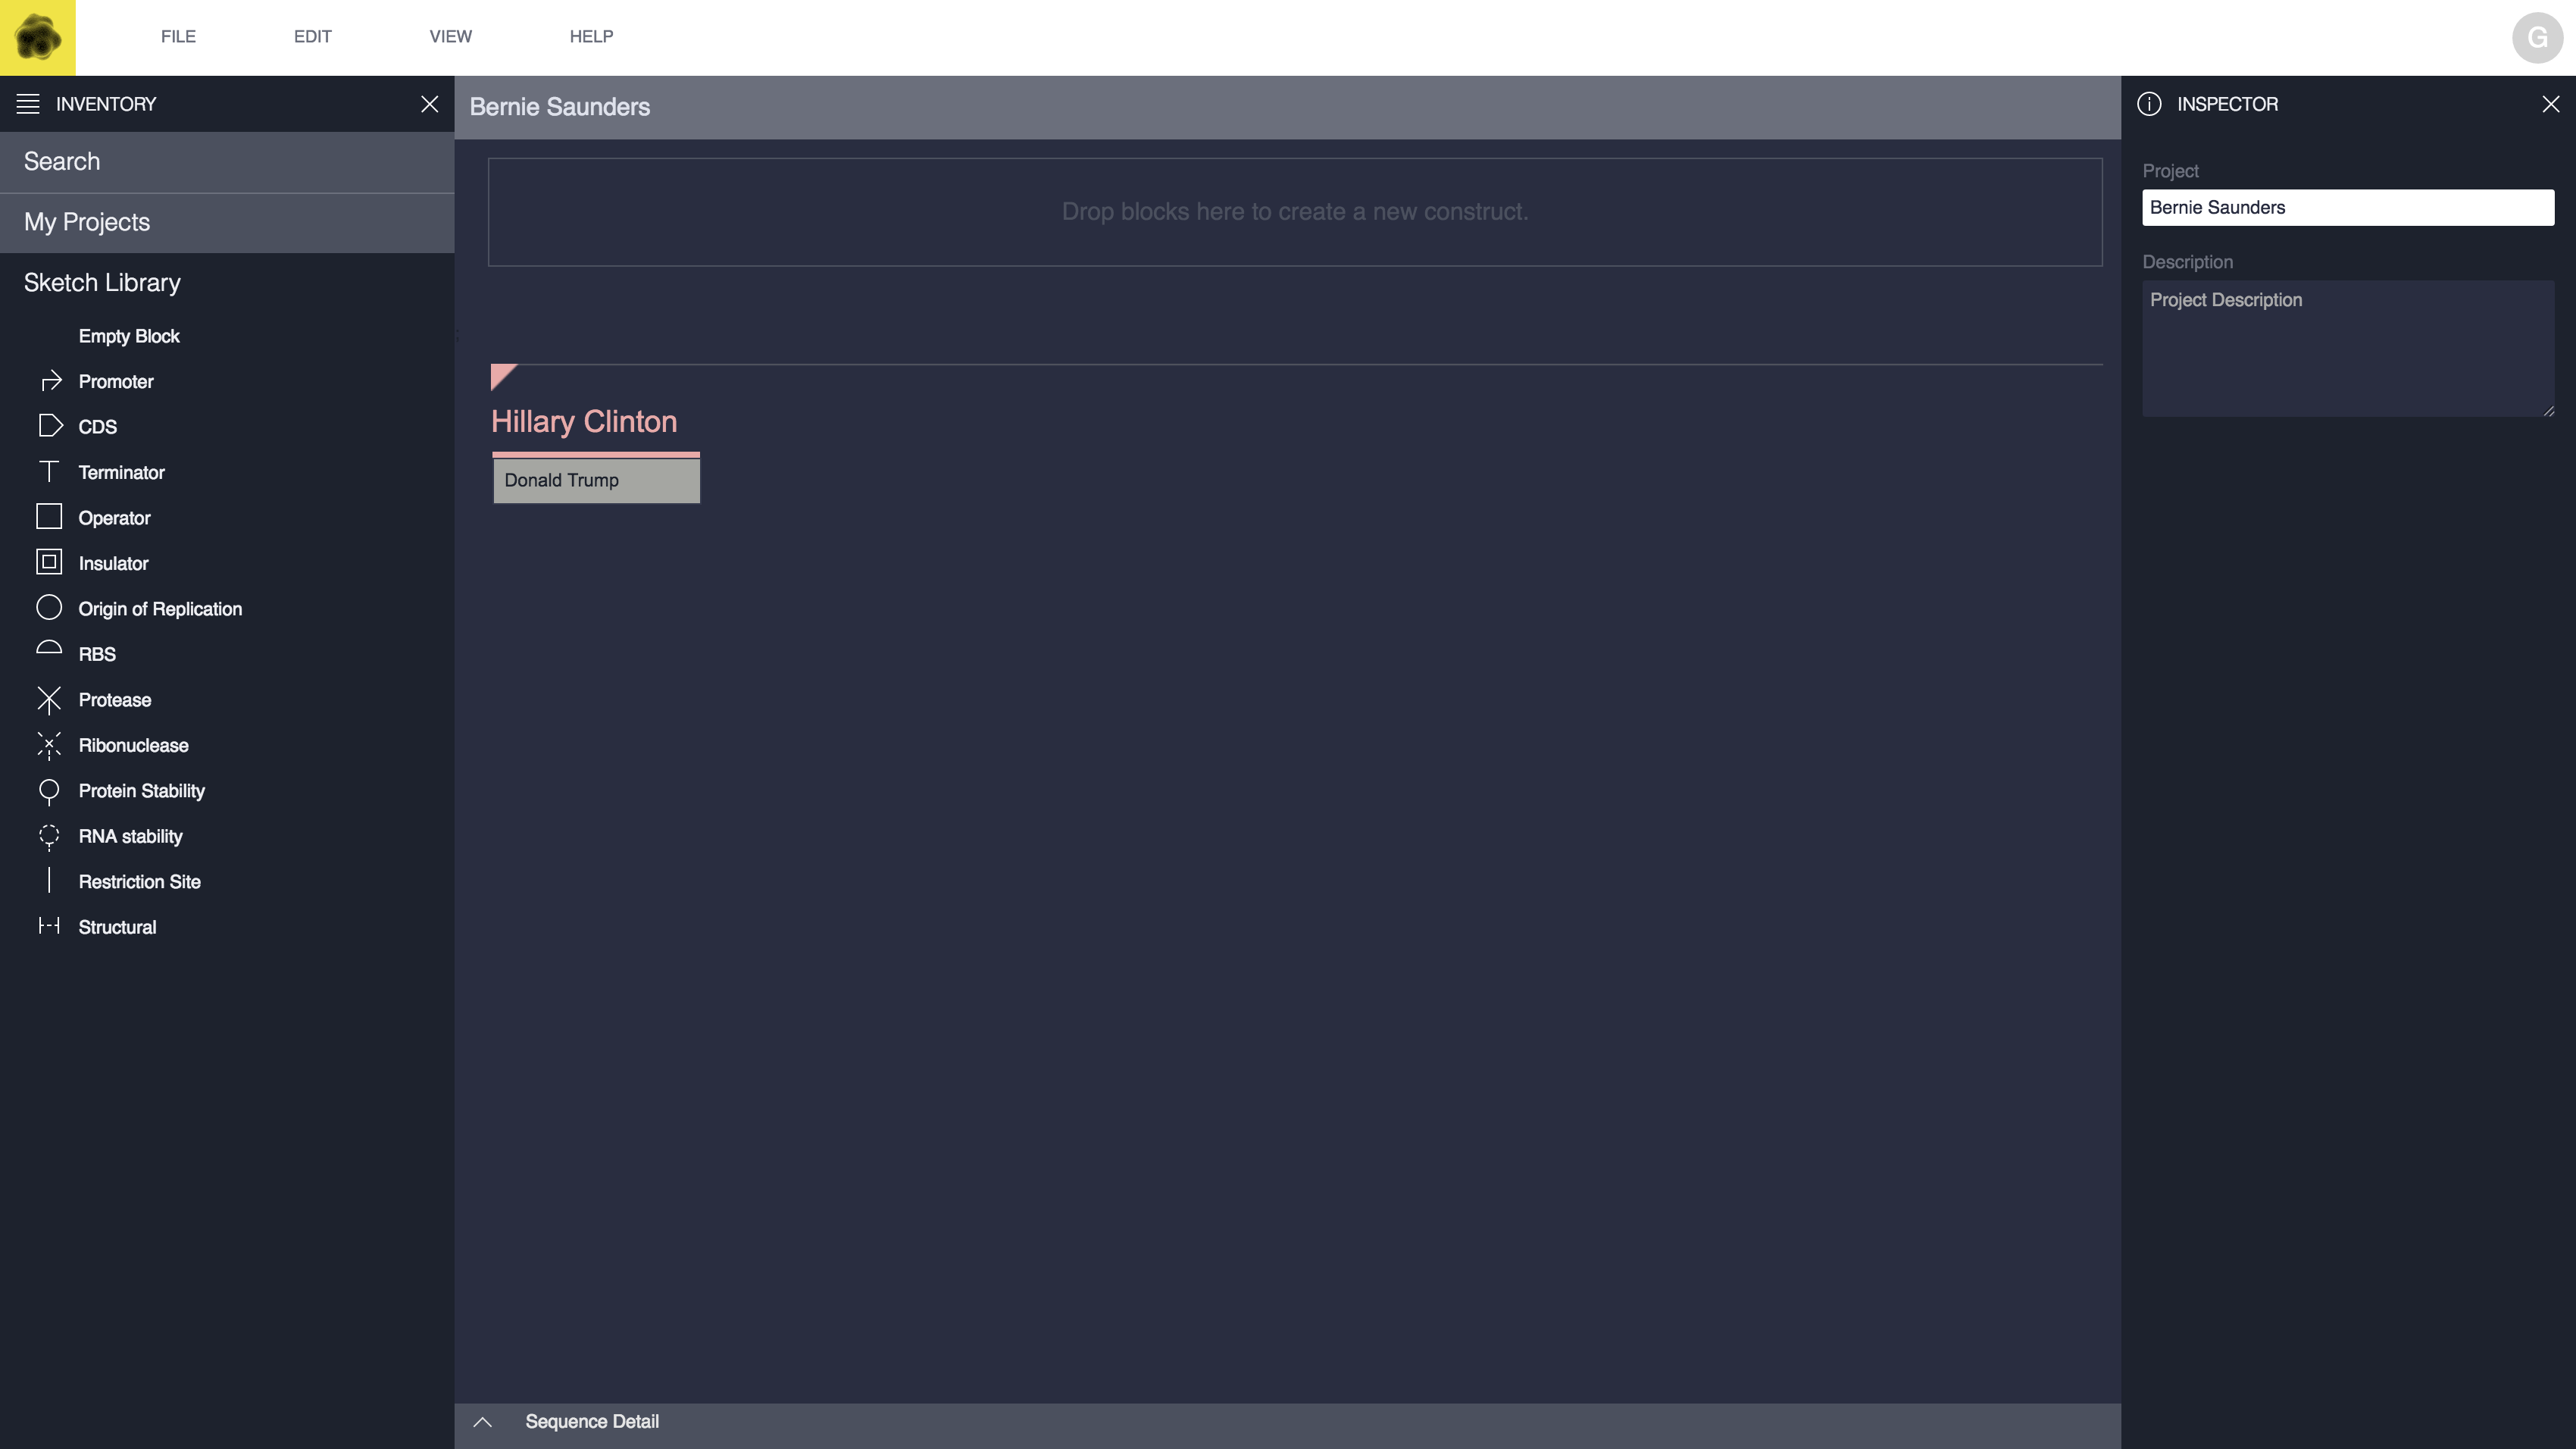 FILE EDIT VIEW HELP
G
INVENTORY
Search
My Projects
Sketch Library
Empty Block
Promoter
CDS
Terminator
Operator
Insulator
Origin of Replication
RBS
Protease
Ribonuclease
Protein Stability
RNA stability
Restriction Site
Structural
Bernie Saunders
Drop blocks here to create a new construct.
Hillary Clinton
Donald Trump
Sequence Detail
INSPECTOR
Project
Bernie Saunders
Description
Project Description